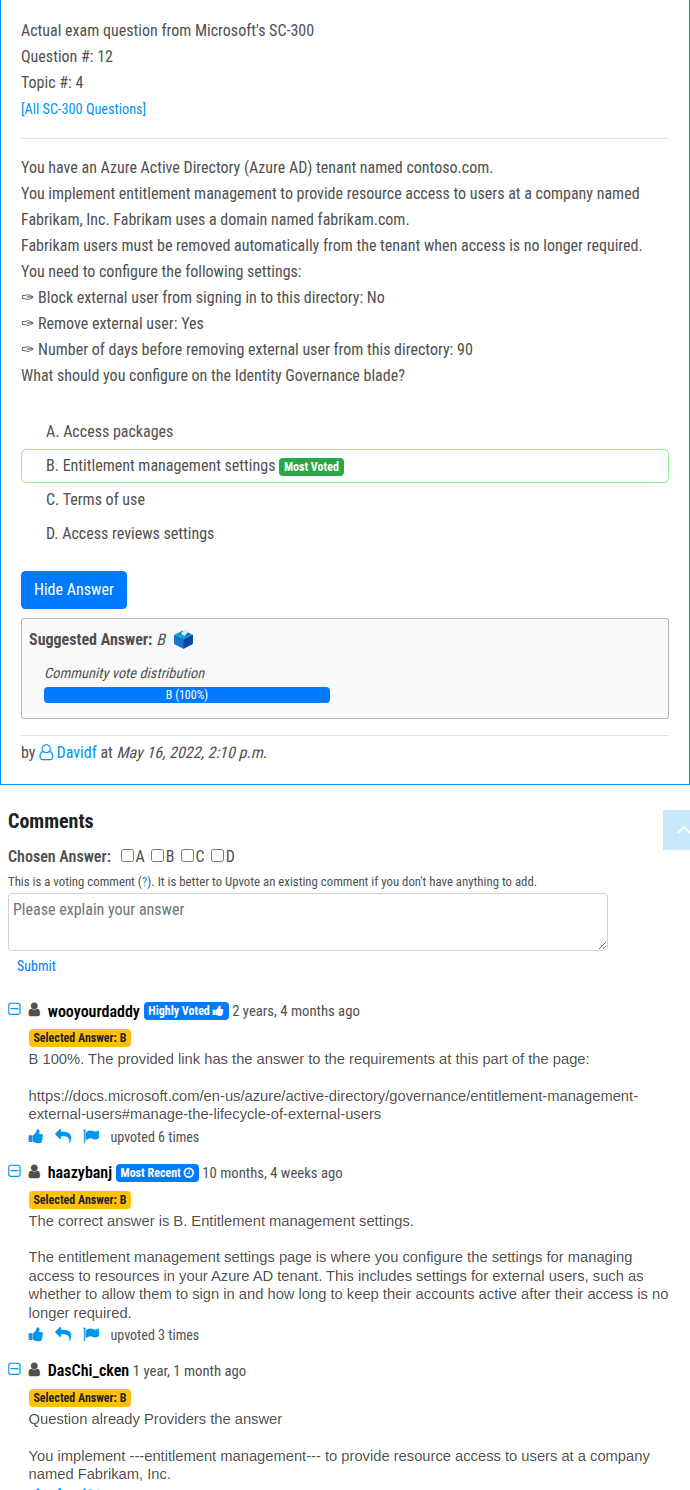 Actual exam question from Microsoft's SC-300
Question #: 12
Topic #: 4
[All SC-300 Questions]
You have an Azure Active Directory (Azure AD) tenant named contoso.com.
You implement entitlement management to provide resource access to users at a company named
Fabrikam, Inc. Fabrikam uses a domain named fabrikam.com.
Fabrikam users must be removed automatically from the tenant when access is no longer required.
You need to configure the following settings:
✑ Block external user from signing in to this directory: No
✑ Remove external user: Yes
✑ Number of days before removing external user from this directory: 90
What should you configure on the Identity Governance blade?
A. Access packages
B. Entitlement management settings Most Voted
C. Terms of use
D. Access reviews settings
Hide Answer
Suggested Answer: B
Community vote distribution
B (100%)
by Davidf at May 16, 2022, 2:10 p.m.
Comments
Chosen Answer: A B C D
This is a voting comment (?). It is better to Upvote an existing comment if you don't have anything to add.
Please explain your answer
Submit
wooyourdaddy Highly Voted 2 years, 4 months ago
Selected Answer: B
B 100%. The provided link has the answer to the requirements at this part of the page:
https://docs.microsoft.com/en-us/azure/active-directory/governance/entitlement-management-
external-users#manage-the-lifecycle-of-external-users
upvoted 6 times
haazybanj Most Recent 10 months, 4 weeks ago
Selected Answer: B
The correct answer is B. Entitlement management settings.
The entitlement management settings page is where you configure the settings for managing
access to resources in your Azure AD tenant. This includes settings for external users, such as
whether to allow them to sign in and how long to keep their accounts active after their access is no
longer required.
upvoted 3 times
DasChi_cken 1 year, 1 month ago
Selected Answer: B
Question already Providers the answer
You implement ---entitlement management--- to provide resource access to users at a company
named Fabrikam, Inc.